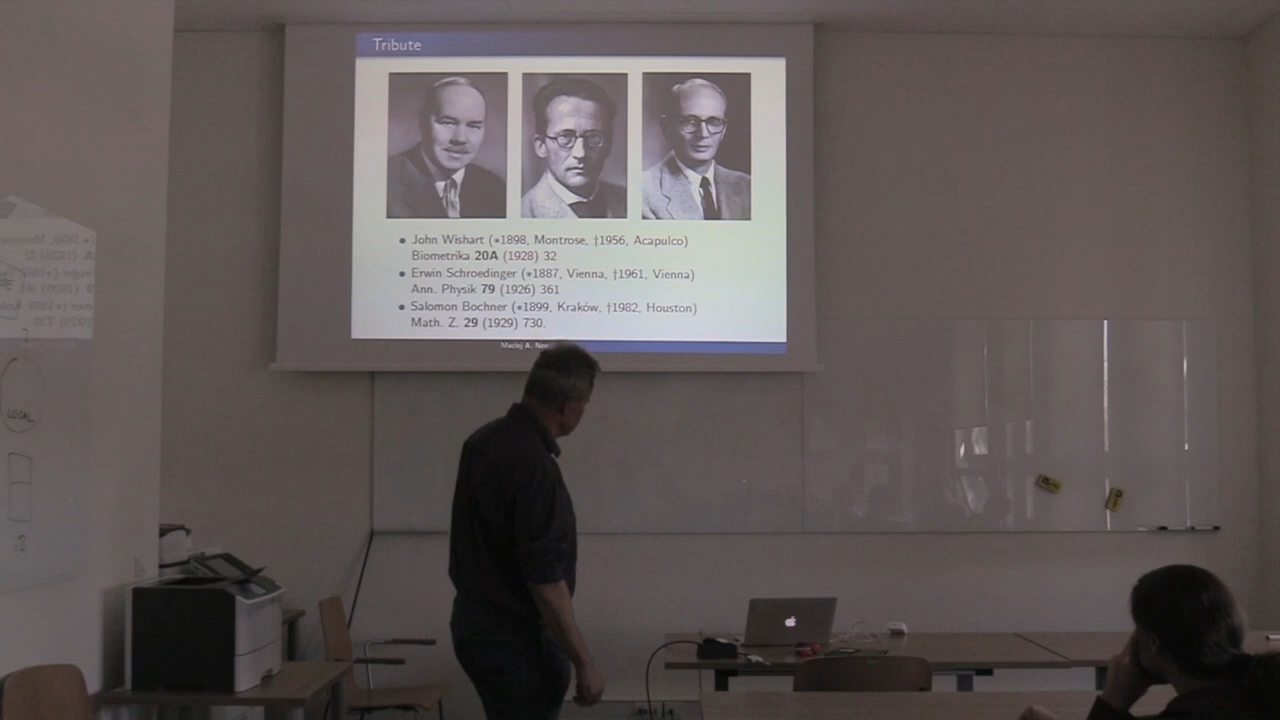 Tribute
• John Wishart (∗1898, Montrose, †1956, Acapulco)
Biometrika 20A (1928) 32
• Erwin Schroedinger (∗1887, Vienna, †1961, Vienna)
Ann. Physik 79 (1926) 361
• Salomon Bochner (∗1899, Kraków, †1982, Houston)
Math. Z. 29 (1929) 730.
Maciej A.
LOCAL